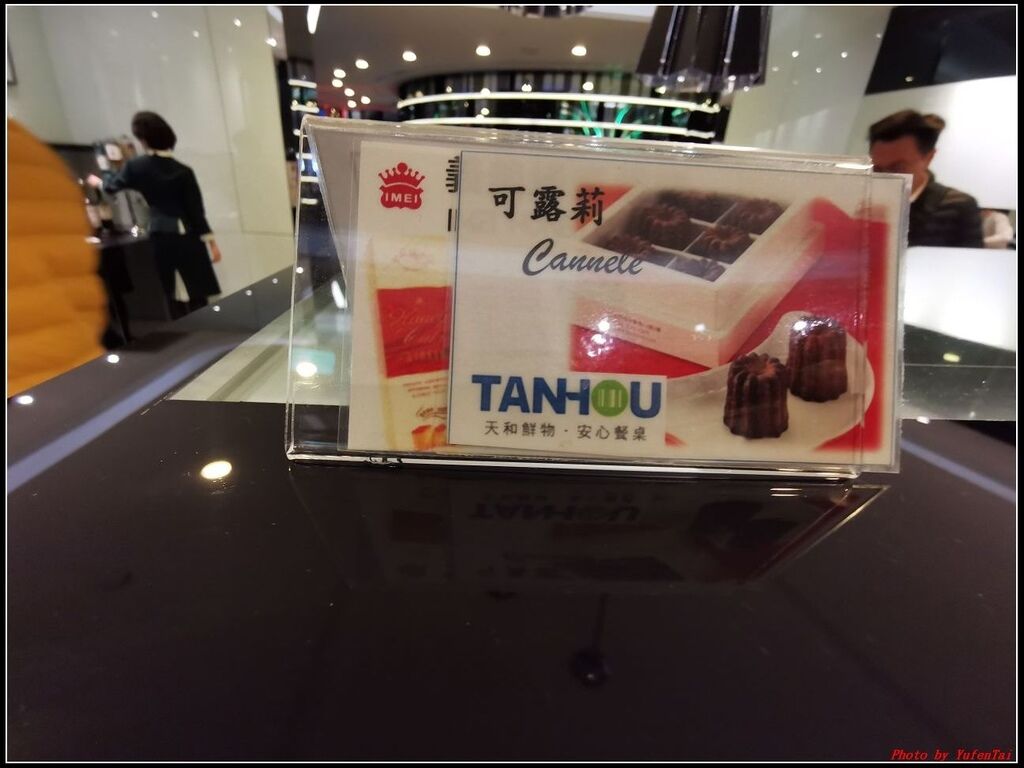 IMEI
可露莉
Cannelé
TANHOU
天和鮮物・安心餐桌
Photo by YufenTai